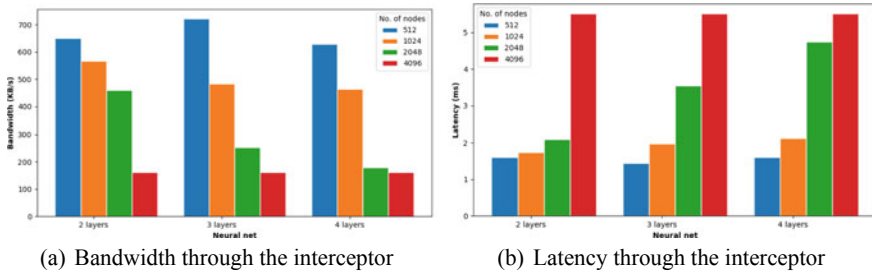 700
600
500
400
300
200
100
0
Bandwidth (KB/s)
No. of nodes
512
1024
2048
4096
2 layers
3 layers
4 layers
Neural net
(a) Bandwidth through the interceptor
5
4
3
2
1
0
Latency (ms)
No. of nodes
512
1024
2048
4096
2 layers
3 layers
4 layers
Neural net
(b) Latency through the interceptor